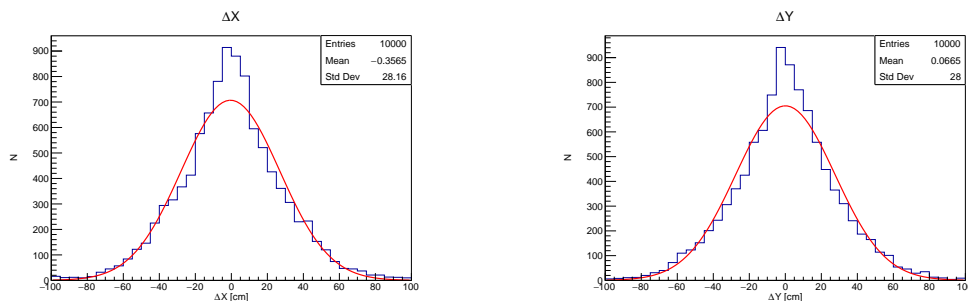 ΔX
Entries 10000
Mean −0.3565
Std Dev 28.16
N
900
800
700
600
500
400
300
200
100
0
−100 −80 −60 −40 −20 0 20 40 60 80 100
ΔX [cm]
ΔY
Entries 10000
Mean 0.0665
Std Dev 28
N
900
800
700
600
500
400
300
200
100
0
−100 −80 −60 −40 −20 0 20 40 60 80 100
ΔY [cm]